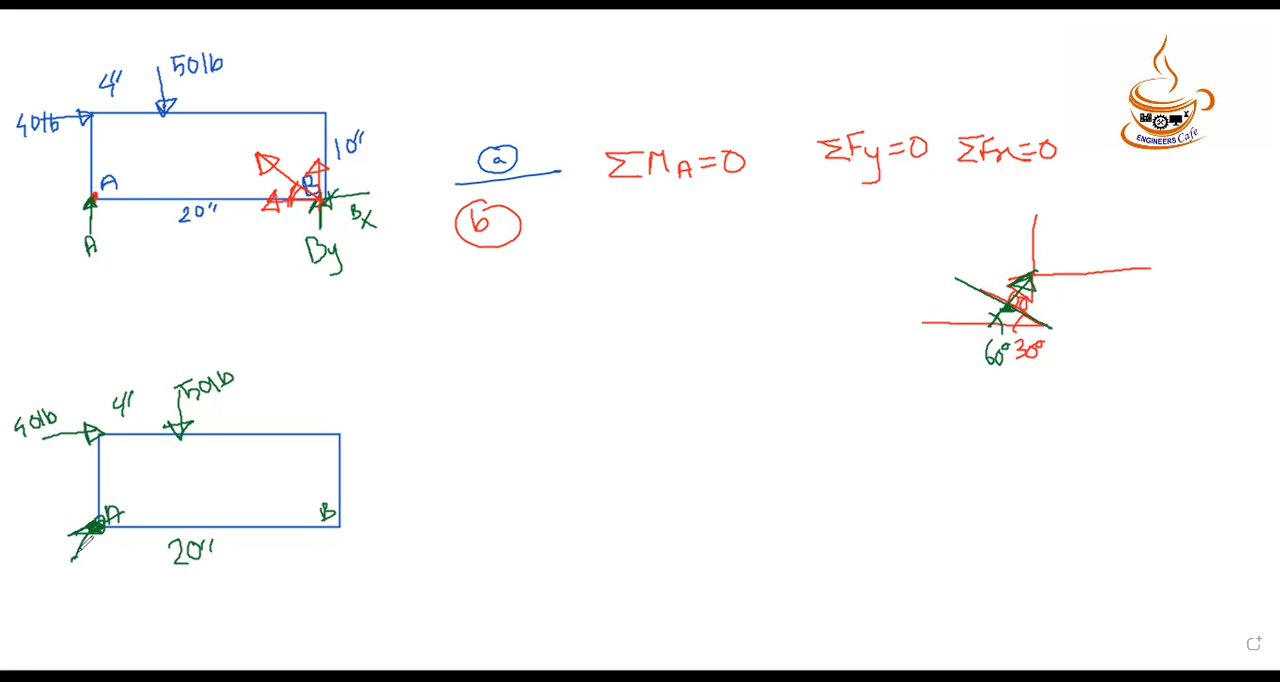 50lb
4"
40lb
10"
A
B
20"
Bx
A
By
a
ΣM_A=0
ΣFy=0 ΣFx=0
b
60° 30°
ENGINEERS Cafe
50lb
4"
40lb
A
B
20"